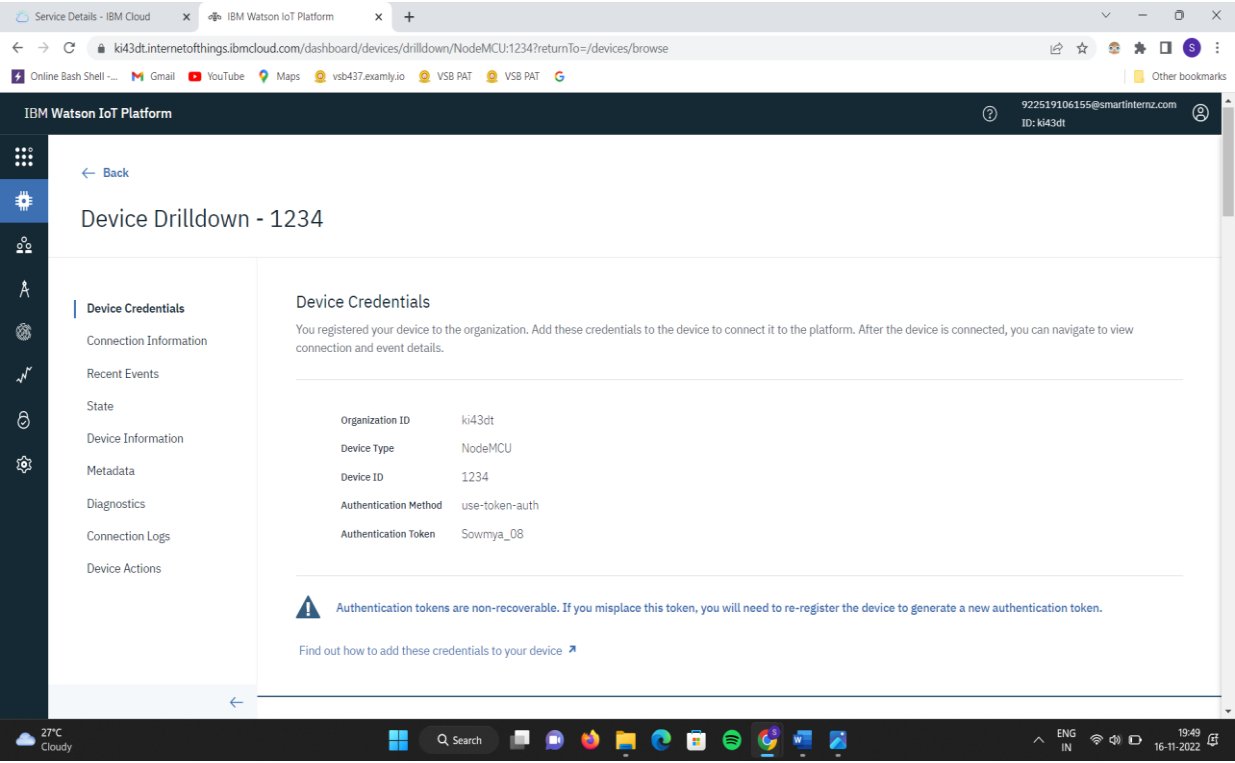 Service Details - IBM Cloud
IBM Watson IoT Platform
ki43dt.internetofthings.ibmcloud.com/dashboard/devices/drilldown/NodeMCU:1234?returnTo=/devices/browse
S
Online Bash Shell -... Gmail YouTube Maps vsb437.examly.io VSB PAT VSB PAT Other bookmarks
IBM Watson IoT Platform
922519106155@smartinternz.com
ID: ki43dt
Back
Device Drilldown - 1234
Device Credentials
Connection Information
Recent Events
State
Device Information
Metadata
Diagnostics
Connection Logs
Device Actions
Device Credentials
You registered your device to the organization. Add these credentials to the device to connect it to the platform. After the device is connected, you can navigate to view
connection and event details.
Organization ID ki43dt
Device Type NodeMCU
Device ID 1234
Authentication Method use-token-auth
Authentication Token Sowmya_08
Authentication tokens are non-recoverable. If you misplace this token, you will need to re-register the device to generate a new authentication token.
Find out how to add these credentials to your device
27°C
Cloudy
Search
ENG
IN
19:49
16-11-2022